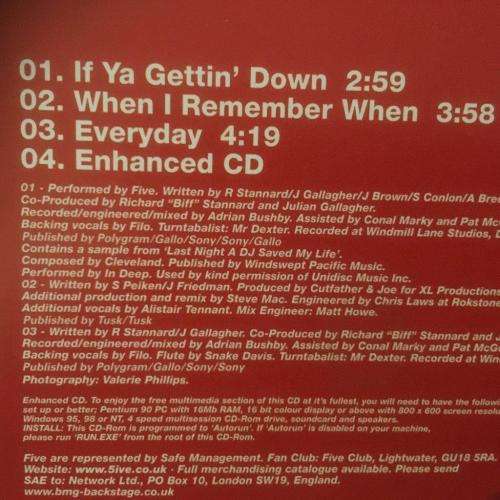 01. If Ya Gettin' Down 2:59
02. When I Remember When 3:58
03. Everyday 4:19
04. Enhanced CD
01 - Performed by Five. Written by R Stannard/J Gallagher/J Brown/S Conlon/A Bree
Co-Produced by Richard "Biff" Stannard and Julian Gallagher.
Recorded/engineered/mixed by Adrian Bushby. Assisted by Conal Marky and Pat Mc
Backing vocals by Filo. Turntabalist: Mr Dexter. Recorded at Windmill Lane Studios, D
Published by Polygram/Gallo/Sony/Sony/Gallo
Contains a sample from 'Last Night A DJ Saved My Life'.
Composed by Cleveland. Published by Windswept Pacific Music.
Performed by In Deep. Used by kind permission of Unidisc Music Inc.
02 - Written by S Peiken/J Friedman. Produced by Cutfather & Joe for XL Productions
Additional production and remix by Steve Mac. Engineered by Chris Laws at Rokstone
Additional vocals by Alistair Tennant. Mix Engineer: Matt Howe.
Published by Tusk/Tusk
03 - Written by R Stannard/J Gallagher. Co-Produced by Richard "Biff" Stannard and J
Recorded/engineered/mixed by Adrian Bushby. Assisted by Conal Marky and Pat McG
Backing vocals by Filo. Flute by Snake Davis. Turntabalist: Mr Dexter. Recorded at Win
Published by Polygram/Gallo/Sony/Sony
Photography: Valerie Phillips.
Enhanced CD. To enjoy the free multimedia section of this CD at it's fullest, you will need to have the followi
set up or better; Pentium 90 PC with 16Mb RAM, 16 bit colour display or above with 800 x 600 screen resolu
Windows 95, 98 or NT, 4 speed multisession CD-Rom drive, soundcard and speakers.
INSTALL: This CD-Rom is programmed to 'Autorun'. If 'Autorun' is disabled on your machine,
please run 'RUN.EXE' from the root of this CD-Rom.
Five are represented by Safe Management. Fan Club: Five Club, Lightwater, GU18 5RA.
Website: www.5ive.co.uk · Full merchandising catalogue available. Please send
SAE to: Network Ltd., PO Box 10, London SW19, England.
www.bmg-backstage.co.uk